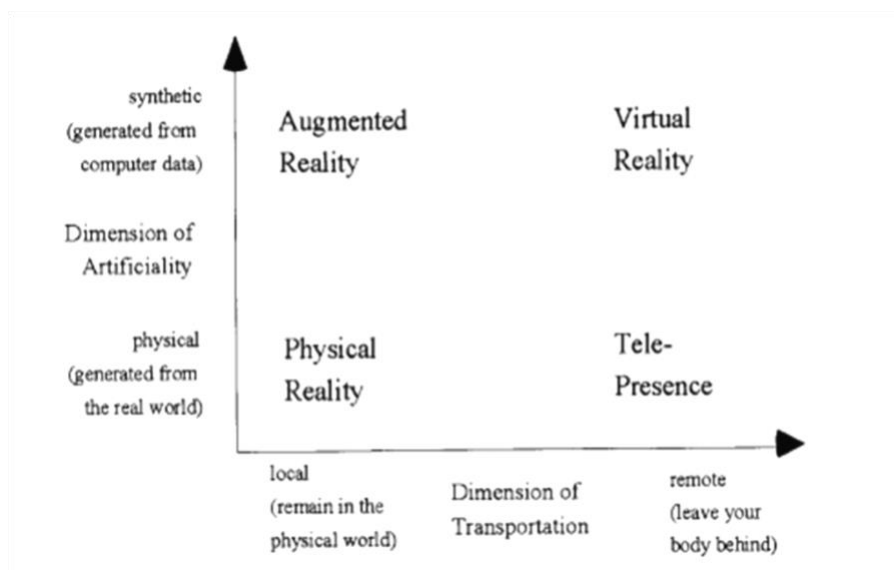 synthetic
(generated from
computer data)
Augmented
Reality
Virtual
Reality
Dimension of
Artificiality
physical
(generated from
the real world)
Physical
Reality
Tele-
Presence
local
(remain in the
physical world)
Dimension of
Transportation
remote
(leave your
body behind)